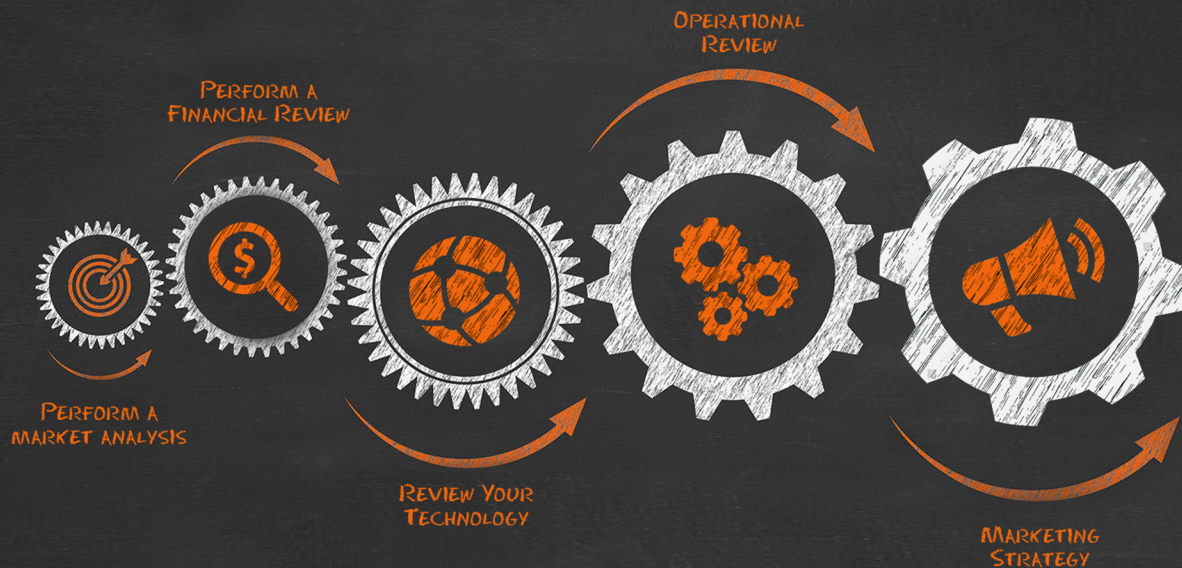 PERFORM A
MARKET ANALYSIS
PERFORM A
FINANCIAL REVIEW
REVIEW YOUR
TECHNOLOGY
OPERATIONAL
REVIEW
MARKETING
STRATEGY